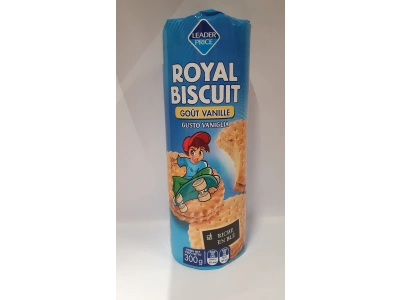 LEADER
PRICE
ROYAL
BISCUIT
GOÛT VANILLE
GUSTO VANIGLIA
RICHE
EN BLÉ
300g